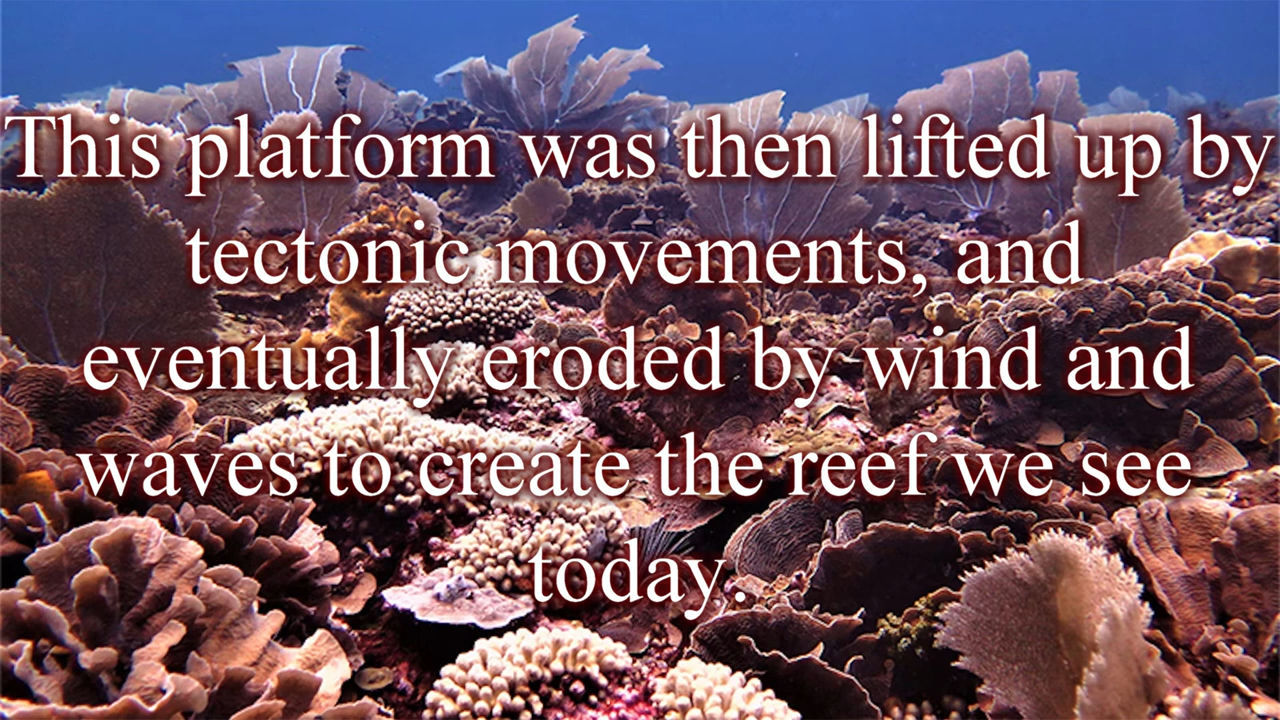 This platform was then lifted up by
tectonic movements, and
eventually eroded by wind and
waves to create the reef we see
today.